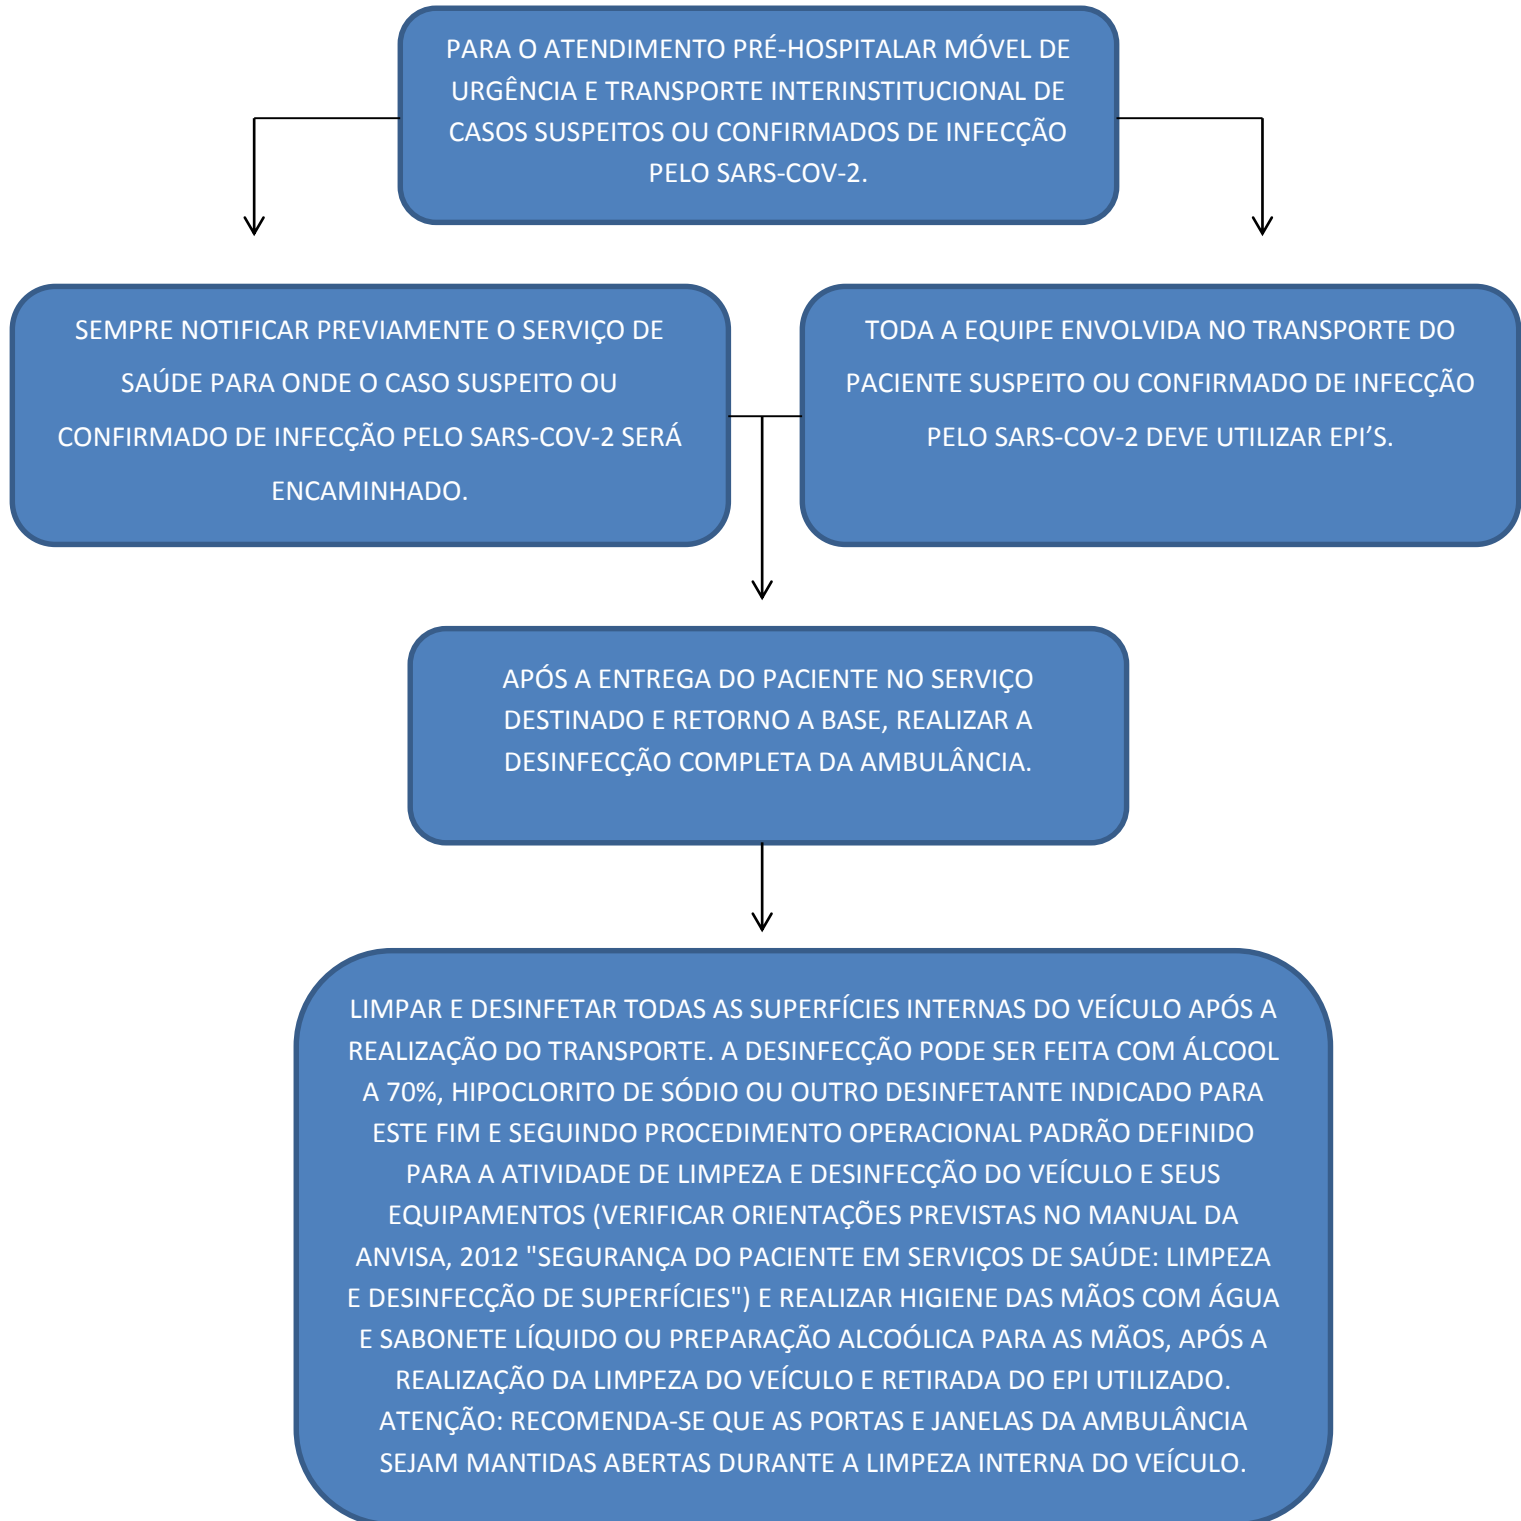 PARA O ATENDIMENTO PRÉ-HOSPITALAR MÓVEL DE
URGÊNCIA E TRANSPORTE INTERINSTITUCIONAL DE
CASOS SUSPEITOS OU CONFIRMADOS DE INFECÇÃO
PELO SARS-COV-2.
SEMPRE NOTIFICAR PREVIAMENTE O SERVIÇO DE
SAÚDE PARA ONDE O CASO SUSPEITO OU
CONFIRMADO DE INFECÇÃO PELO SARS-COV-2 SERÁ
ENCAMINHADO.
TODA A EQUIPE ENVOLVIDA NO TRANSPORTE DO
PACIENTE SUSPEITO OU CONFIRMADO DE INFECÇÃO
PELO SARS-COV-2 DEVE UTILIZAR EPI’S.
APÓS A ENTREGA DO PACIENTE NO SERVIÇO
DESTINADO E RETORNO A BASE, REALIZAR A
DESINFECÇÃO COMPLETA DA AMBULÂNCIA.
LIMPAR E DESINFETAR TODAS AS SUPERFÍCIES INTERNAS DO VEÍCULO APÓS A
REALIZAÇÃO DO TRANSPORTE. A DESINFECÇÃO PODE SER FEITA COM ÁLCOOL
A 70%, HIPOCLORITO DE SÓDIO OU OUTRO DESINFETANTE INDICADO PARA
ESTE FIM E SEGUINDO PROCEDIMENTO OPERACIONAL PADRÃO DEFINIDO
PARA A ATIVIDADE DE LIMPEZA E DESINFECÇÃO DO VEÍCULO E SEUS
EQUIPAMENTOS (VERIFICAR ORIENTAÇÕES PREVISTAS NO MANUAL DA
ANVISA, 2012 "SEGURANÇA DO PACIENTE EM SERVIÇOS DE SAÚDE: LIMPEZA
E DESINFECÇÃO DE SUPERFÍCIES") E REALIZAR HIGIENE DAS MÃOS COM ÁGUA
E SABONETE LÍQUIDO OU PREPARAÇÃO ALCOÓLICA PARA AS MÃOS, APÓS A
REALIZAÇÃO DA LIMPEZA DO VEÍCULO E RETIRADA DO EPI UTILIZADO.
ATENÇÃO: RECOMENDA-SE QUE AS PORTAS E JANELAS DA AMBULÂNCIA
SEJAM MANTIDAS ABERTAS DURANTE A LIMPEZA INTERNA DO VEÍCULO.